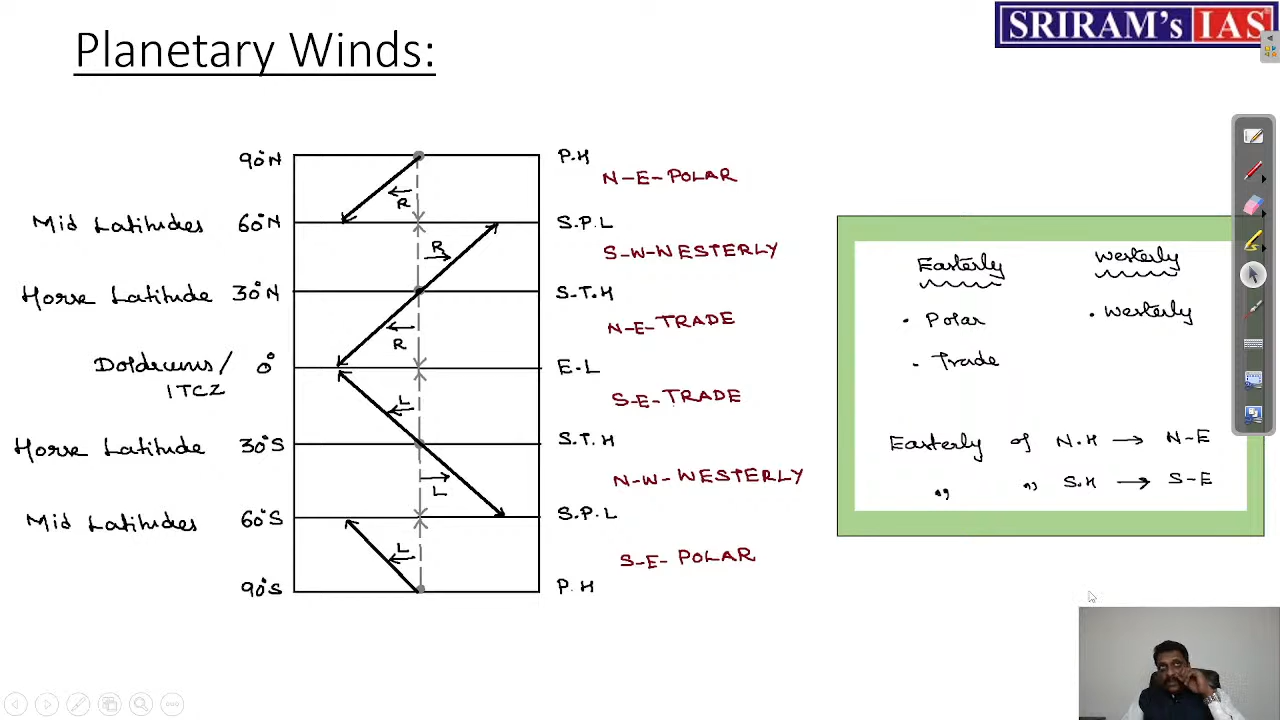 Planetary Winds:
SRIRAM's IAS
90°N P.H
N-E-POLAR
R
Mid Latitudes 60°N S.P.L
R
S-W-WESTERLY
Horse Latitude 30°N S.T.H
N-E-TRADE
R
Doldrums/ 0° E-L
ITCZ
L
S-E-TRADE
Horse Latitude 30°S S.T.H
L
N-W-WESTERLY
Mid Latitudes 60°S S.P.L
L
S-E-POLAR
90°S P.H
Easterly Westerly
• Polar • Westerly
• Trade
Easterly of N.H → N-E
" " S.H → S-E